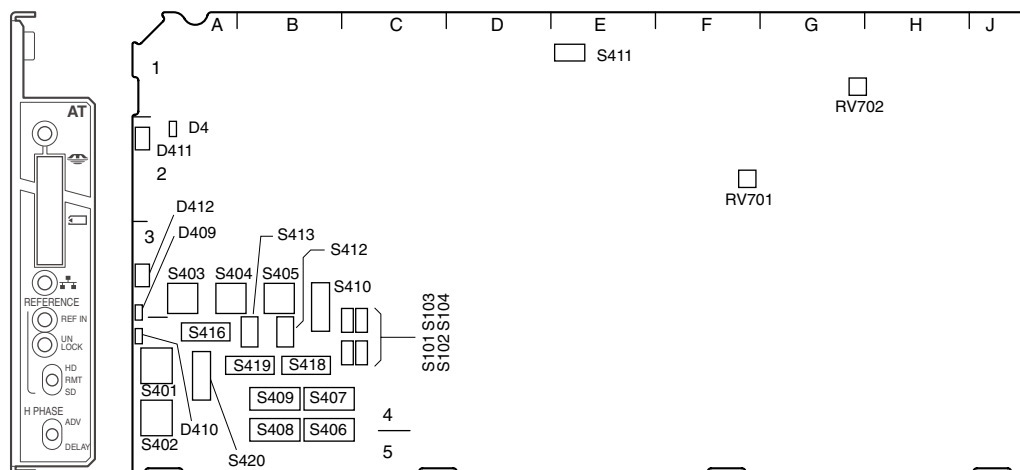 AT
REFERENCE
REF IN
UN
LOCK
HD
RMT
SD
H PHASE
ADV
DELAY
A B C D E F G H J
1
S411
RV702
D4
D411
2
RV701
D412
3
D409
S413
S412
S403 S404 S405 S410
S416
S101 S103
S102 S104
S419 S418
S401
S409 S407
4
S402
D410
S408 S406
5
S420